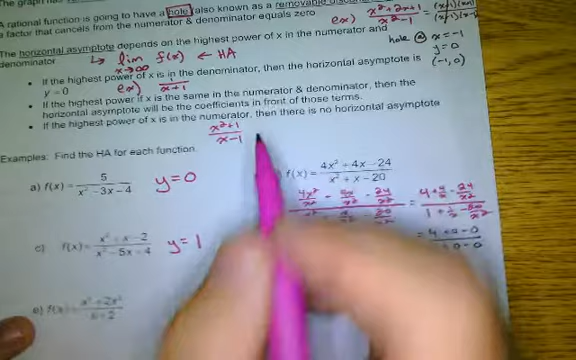 A rational function is going to have a hole (also known as a removable
a factor that cancels from the numerator & denominator equals zero
ex) x²+2x+1 / x²-1 = (x+1)(x+1) / (x+1)(x-1)
hole @ x=-1
y=0
(-1,0)
The horizontal asymptote depends on the highest power of x in the numerator and
denominator
↳ lim x→∞ f(x) ← HA
• If the highest power of x is in the denominator, then the horizontal asymptote is
y = 0
ex) 1 / x+1
• If the highest power if x is the same in the numerator & denominator, then the
horizontal asymptote will be the coefficients in front of those terms.
• If the highest power of x is in the numerator, then there is no horizontal asymptote
x²+1 / x-1
Examples: Find the HA for each function.
a) f(x) = 5 / x² - 3x - 4 y=0
f(x) = 4x² + 4x - 24 / x² + x - 20
c) f(x) = x² - x - 2 / x² - 5x - 4 y=1
e) f(x) = / x + 2